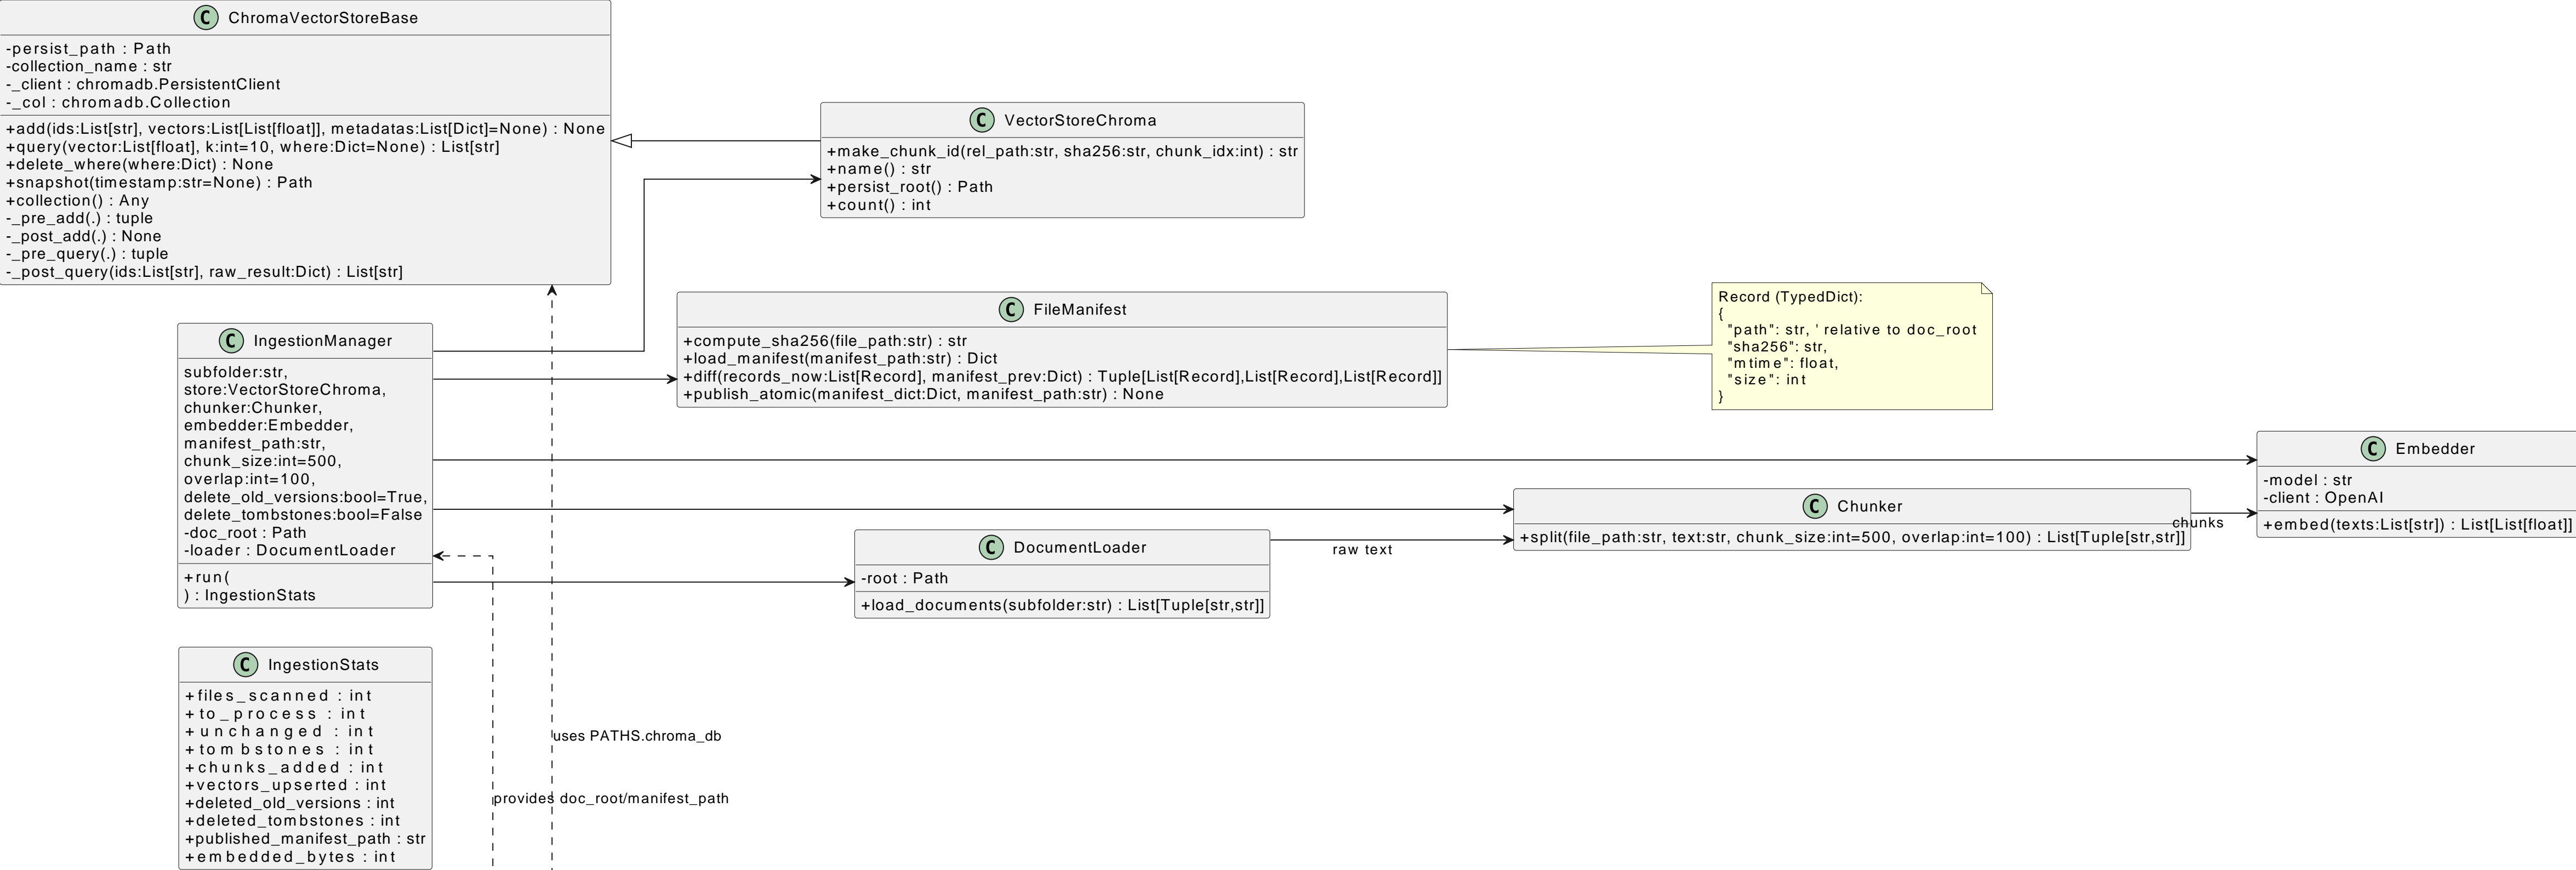 C ChromaVectorStoreBase
-persist_path : Path
-collection_name : str
-_client : chromadb.PersistentClient
-_col : chromadb.Collection
+add(ids:List[str], vectors:List[List[float]], metadatas:List[Dict]=None) : None
+query(vector:List[float], k:int=10, where:Dict=None) : List[str]
+delete_where(where:Dict) : None
+snapshot(timestamp:str=None) : Path
+collection() : Any
-_pre_add(.) : tuple
-_post_add(.) : None
-_pre_query(.) : tuple
-_post_query(ids:List[str], raw_result:Dict) : List[str]
C VectorStoreChroma
+make_chunk_id(rel_path:str, sha256:str, chunk_idx:int) : str
+name() : str
+persist_root() : Path
+count() : int
C FileManifest
+compute_sha256(file_path:str) : str
+load_manifest(manifest_path:str) : Dict
+diff(records_now:List[Record], manifest_prev:Dict) : Tuple[List[Record],List[Record],List[Record]]
+publish_atomic(manifest_dict:Dict, manifest_path:str) : None
Record (TypedDict):
{
"path": str, ' relative to doc_root
"sha256": str,
"mtime": float,
"size": int
}
C IngestionManager
subfolder:str,
store:VectorStoreChroma,
chunker:Chunker,
embedder:Embedder,
manifest_path:str,
chunk_size:int=500,
overlap:int=100,
delete_old_versions:bool=True,
delete_tombstones:bool=False
-doc_root : Path
-loader : DocumentLoader
+run(
) : IngestionStats
C DocumentLoader
-root : Path
+load_documents(subfolder:str) : List[Tuple[str,str]]
raw text
C Chunker
+split(file_path:str, text:str, chunk_size:int=500, overlap:int=100) : List[Tuple[str,str]]
chunks
C Embedder
-model : str
-client : OpenAI
+embed(texts:List[str]) : List[List[float]]
C IngestionStats
+files_scanned : int
+to_process : int
+unchanged : int
+tombstones : int
+chunks_added : int
+vectors_upserted : int
+deleted_old_versions : int
+deleted_tombstones : int
+published_manifest_path : str
+embedded_bytes : int
uses PATHS.chroma_db
provides doc_root/manifest_path